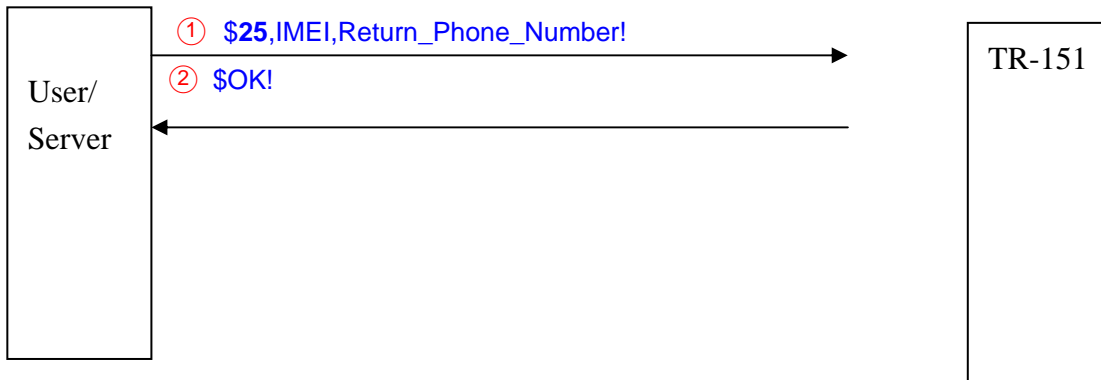 ① $25,IMEI,Return_Phone_Number!
② $OK!
User/
Server
TR-151